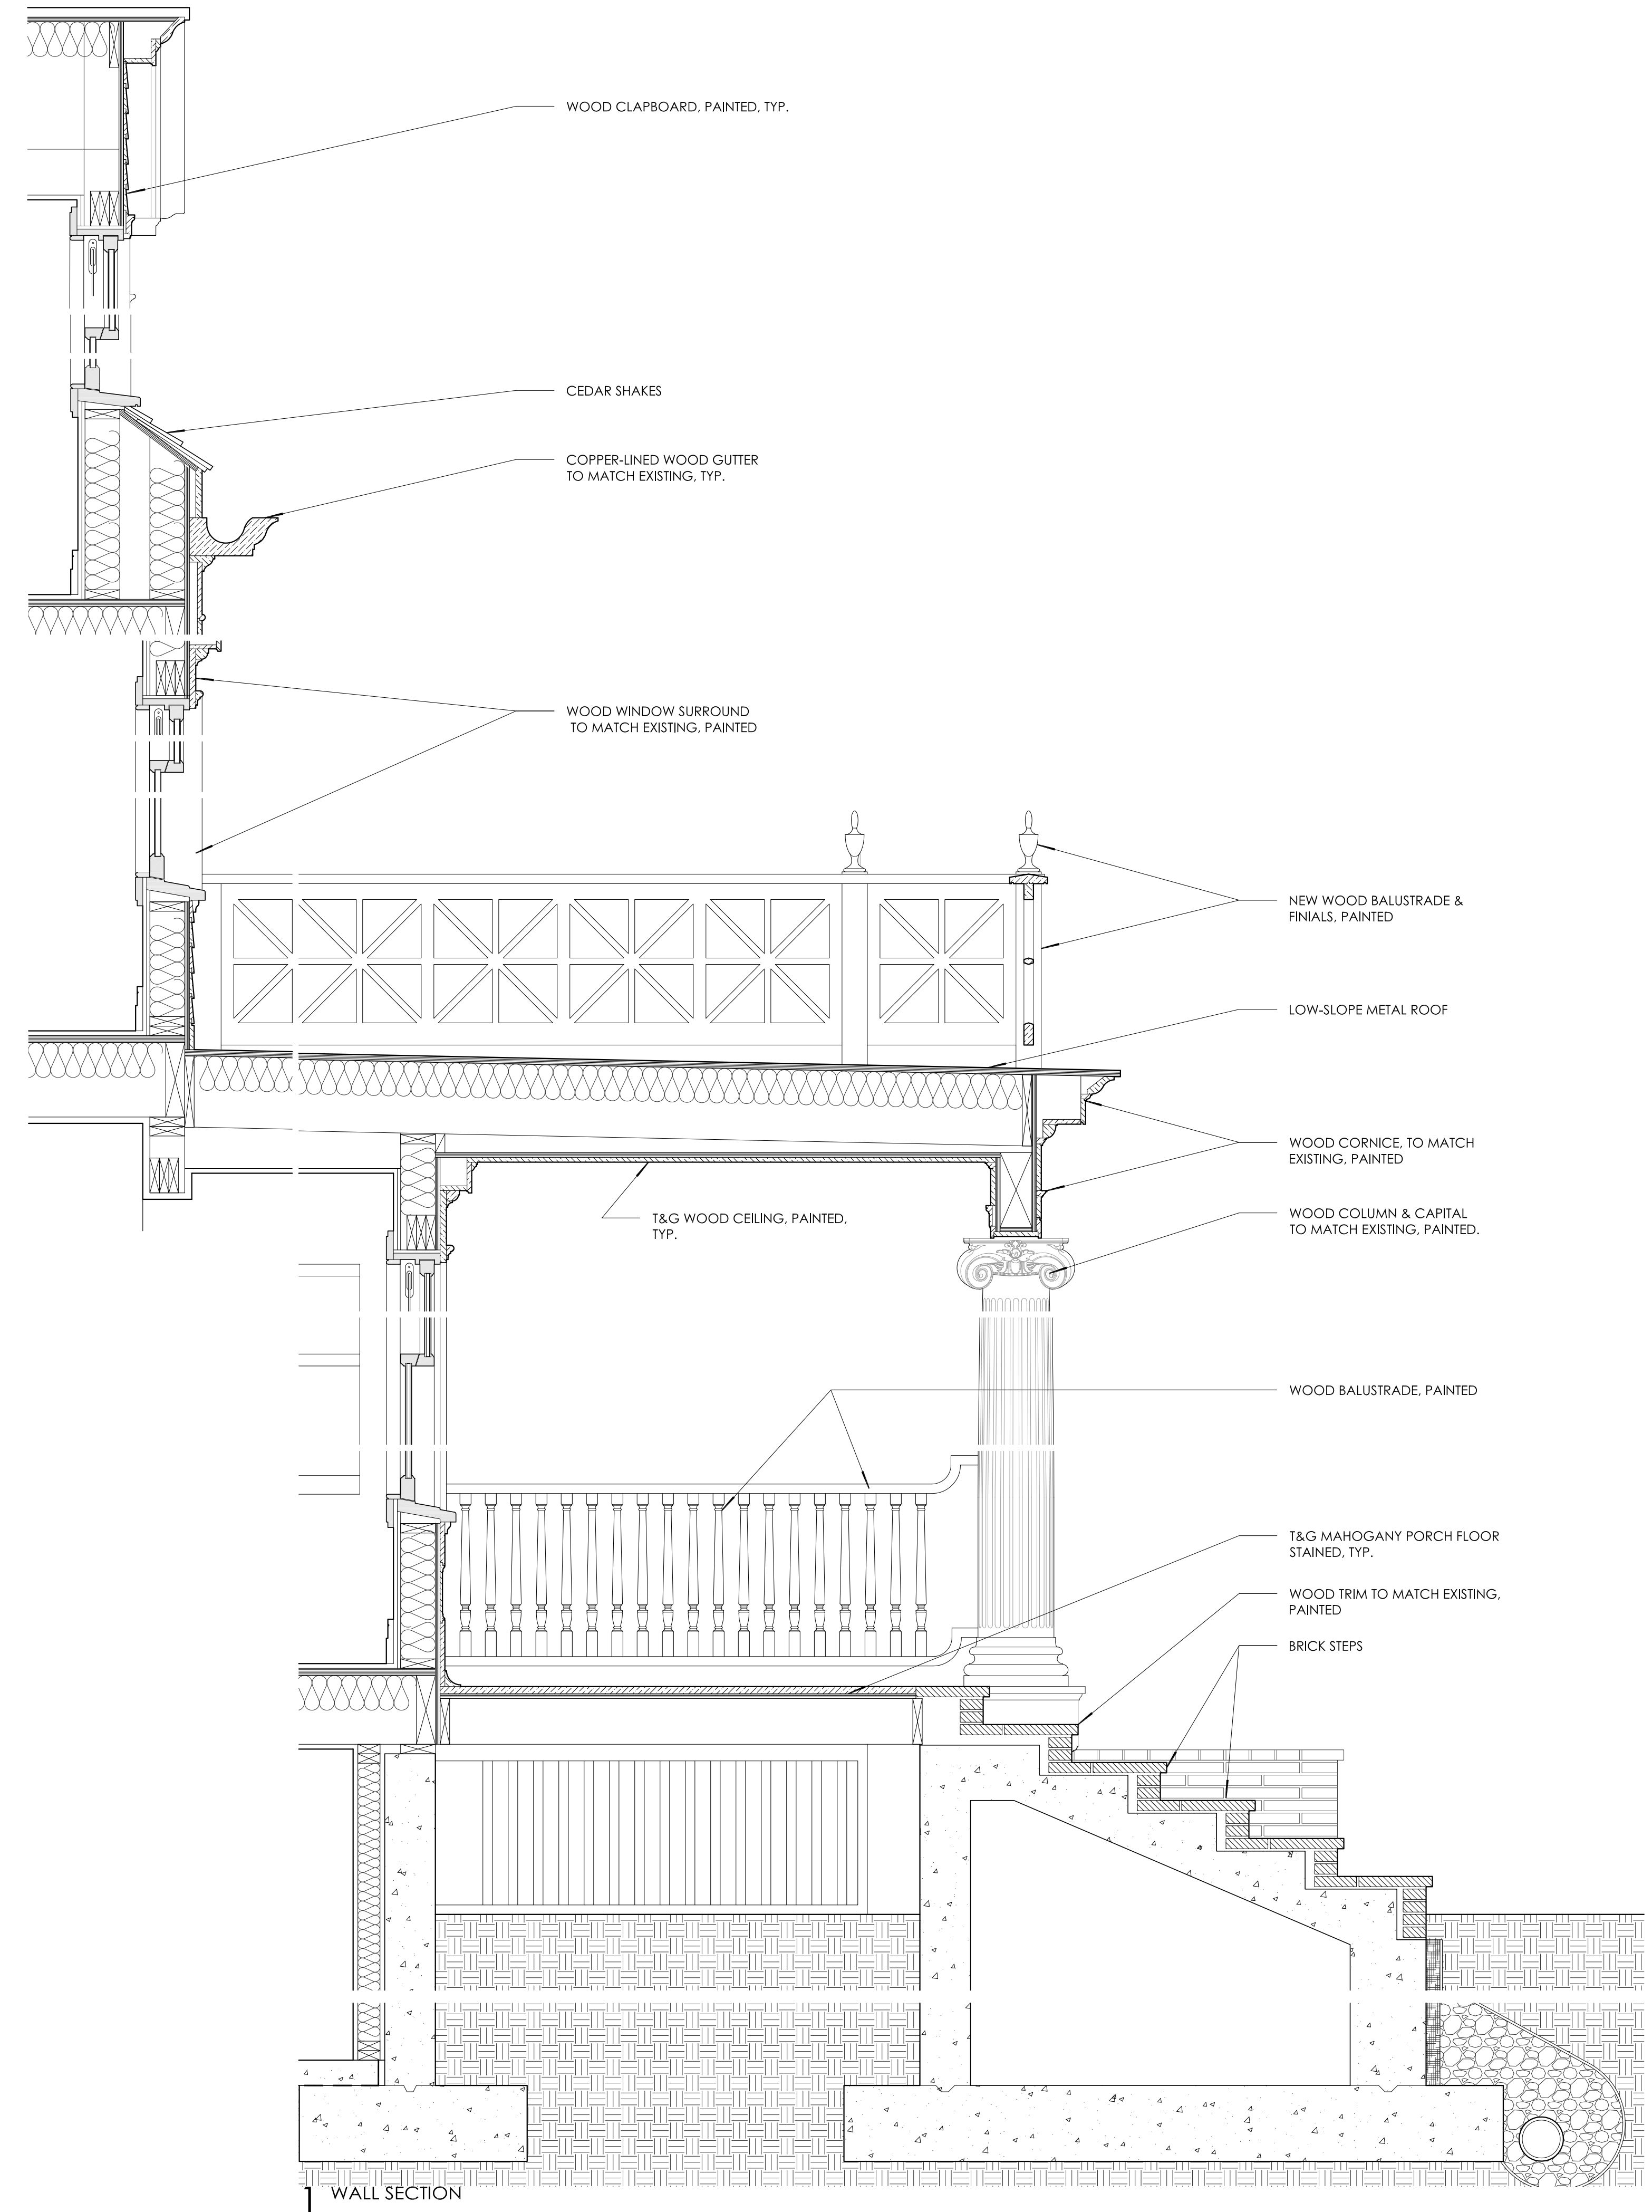 WOOD CLAPBOARD, PAINTED, TYP.
CEDAR SHAKES
COPPER-LINED WOOD GUTTER
TO MATCH EXISTING, TYP.
WOOD WINDOW SURROUND
TO MATCH EXISTING, PAINTED
NEW WOOD BALUSTRADE &
FINIALS, PAINTED
LOW-SLOPE METAL ROOF
WOOD CORNICE, TO MATCH
EXISTING, PAINTED
T&G WOOD CEILING, PAINTED,
TYP.
WOOD COLUMN & CAPITAL
TO MATCH EXISTING, PAINTED.
WOOD BALUSTRADE, PAINTED
T&G MAHOGANY PORCH FLOOR
STAINED, TYP.
WOOD TRIM TO MATCH EXISTING,
PAINTED
BRICK STEPS
1 WALL SECTION